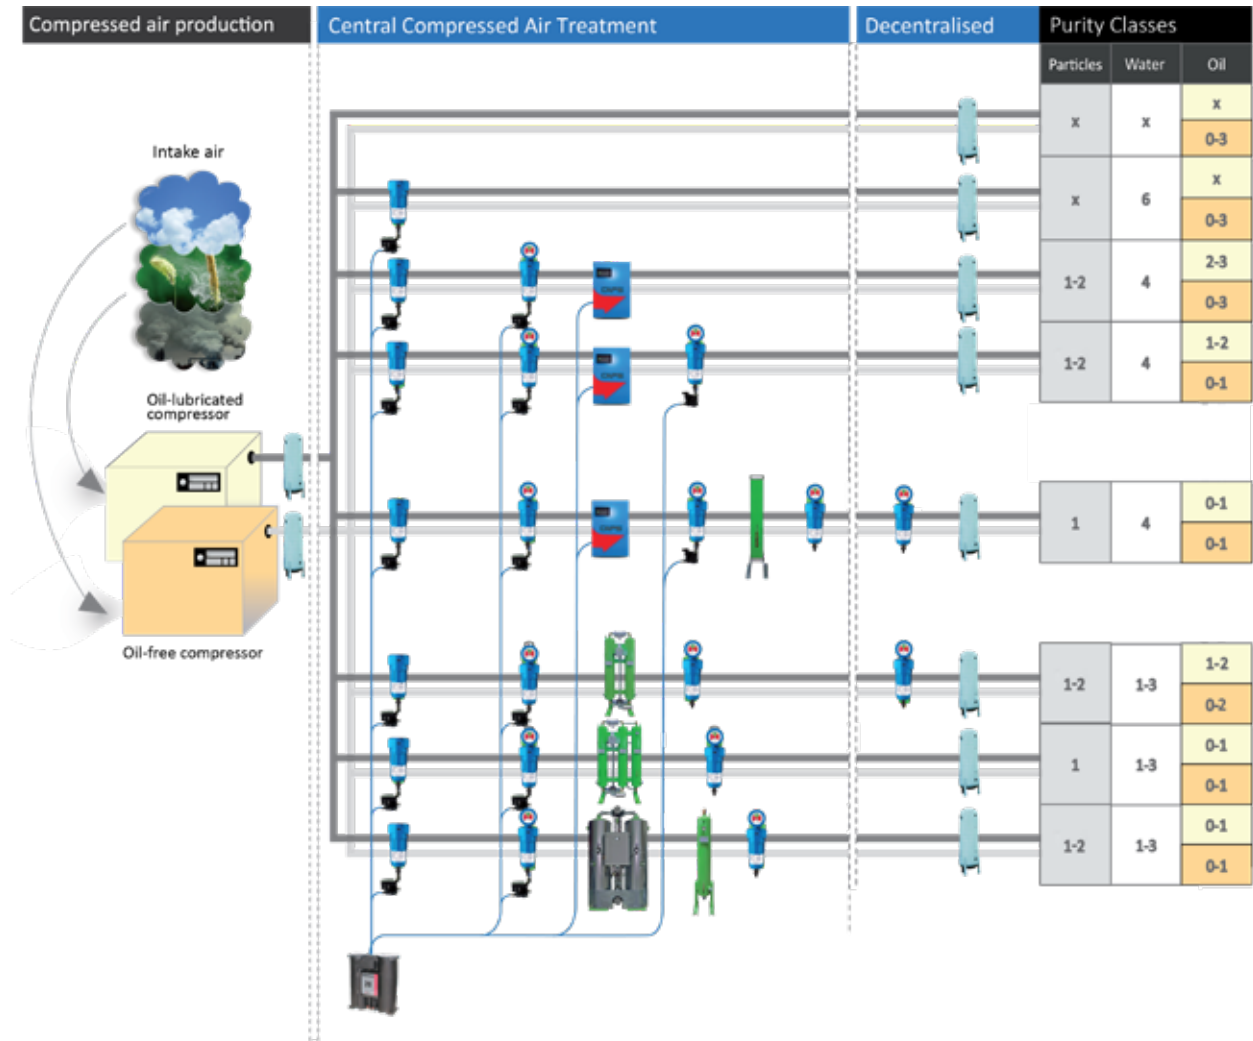 Compressed air production
Central Compressed Air Treatment
Decentralised
Purity Classes
Particles Water Oil
Intake air
Oil-lubricated
compressor
Oil-free compressor
x x x
0-3
x 6 x
0-3
1-2 4 2-3
0-3
1-2 4 1-2
0-1
1 4 0-1
0-1
1-2 1-3 1-2
0-2
1 1-3 0-1
0-1
1-2 1-3 0-1
0-1